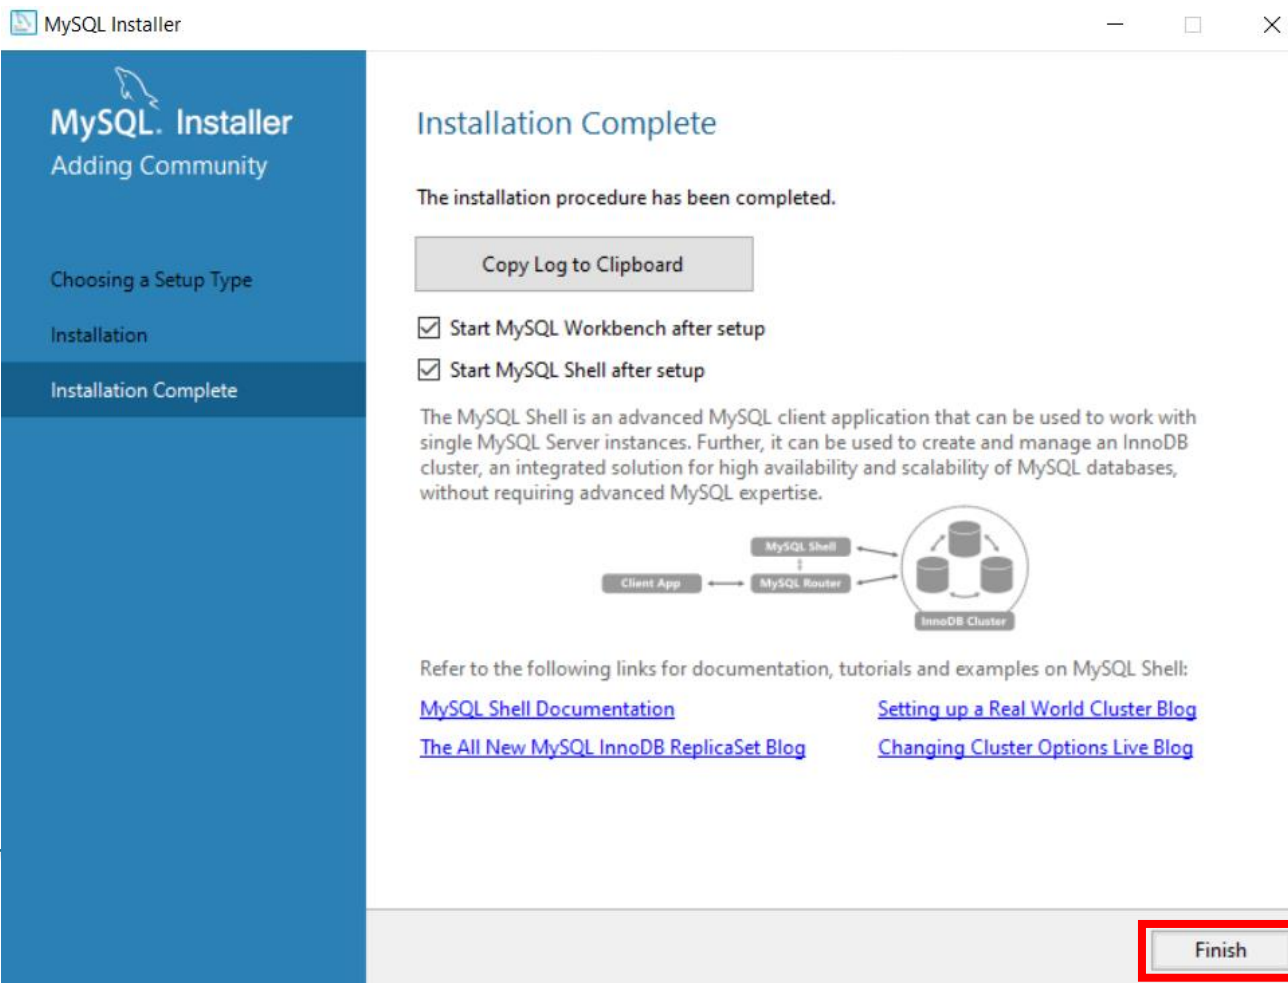 MySQL Installer
MySQL. Installer
Adding Community
Choosing a Setup Type
Installation
Installation Complete
Installation Complete
The installation procedure has been completed.
Copy Log to Clipboard
Start MySQL Workbench after setup
Start MySQL Shell after setup
The MySQL Shell is an advanced MySQL client application that can be used to work with
single MySQL Server instances. Further, it can be used to create and manage an InnoDB
cluster, an integrated solution for high availability and scalability of MySQL databases,
without requiring advanced MySQL expertise.
MySQL Shell
Client App
MySQL Router
InnoDB Cluster
Refer to the following links for documentation, tutorials and examples on MySQL Shell:
MySQL Shell Documentation
Setting up a Real World Cluster Blog
The All New MySQL InnoDB ReplicaSet Blog
Changing Cluster Options Live Blog
Finish